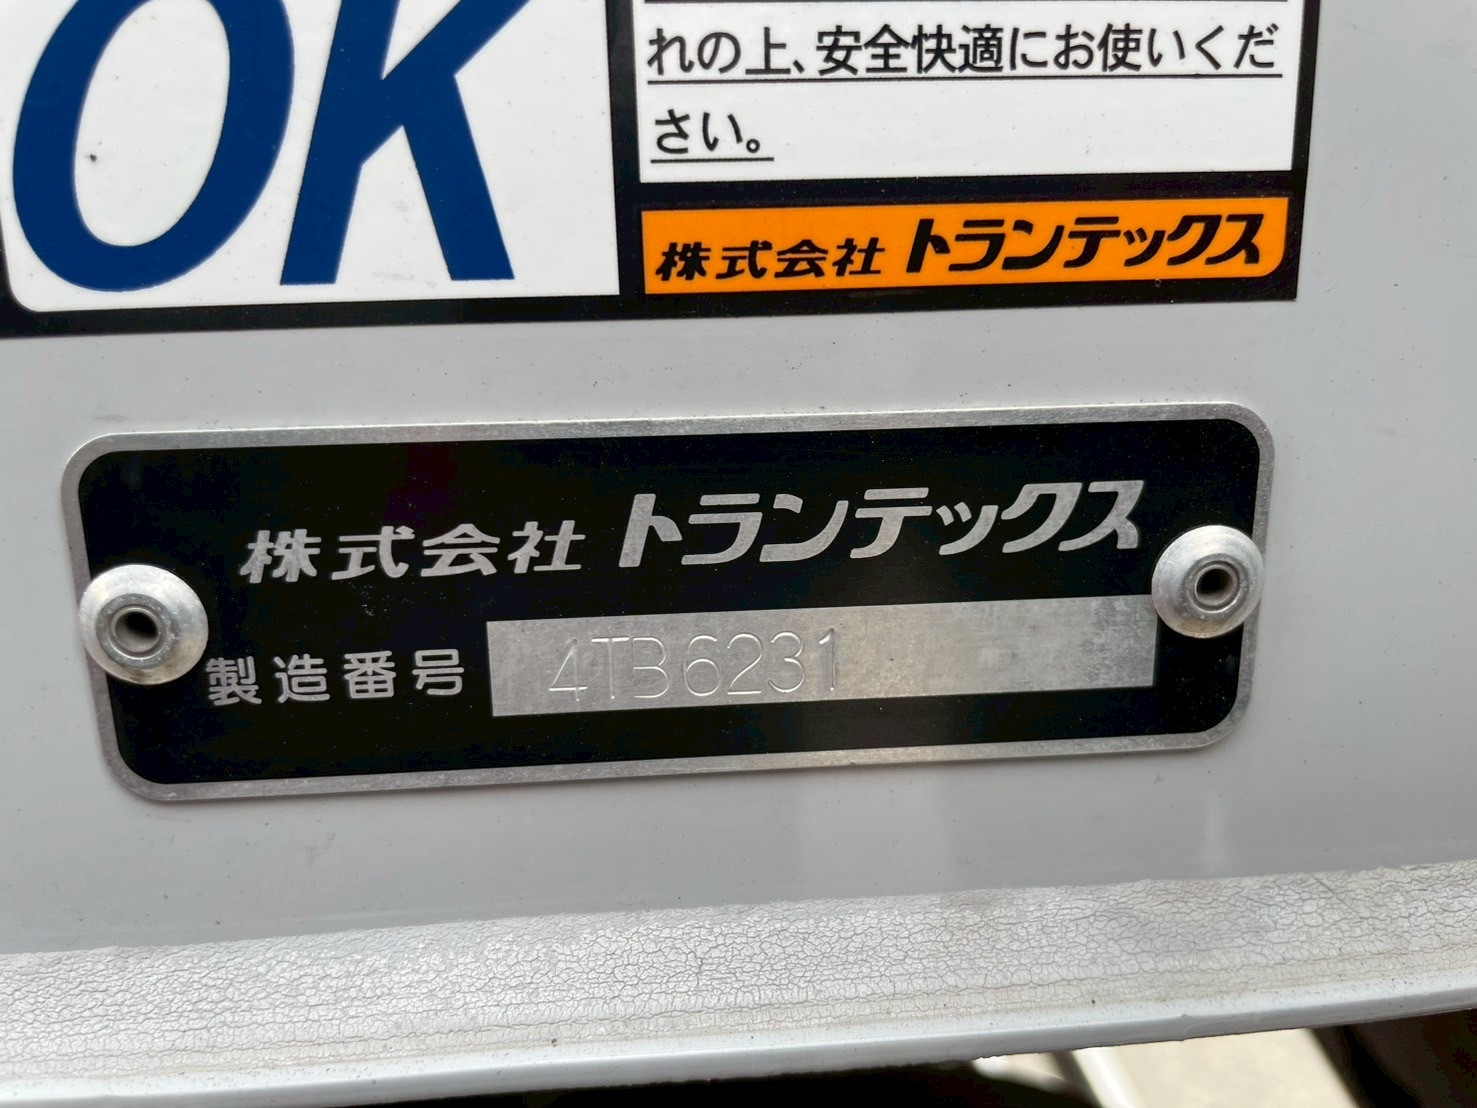 OK
れの上、安全快適にお使いくだ
さい。
株式会社 トランテックス
株式会社 トランテックス
製造番号 4TB6231